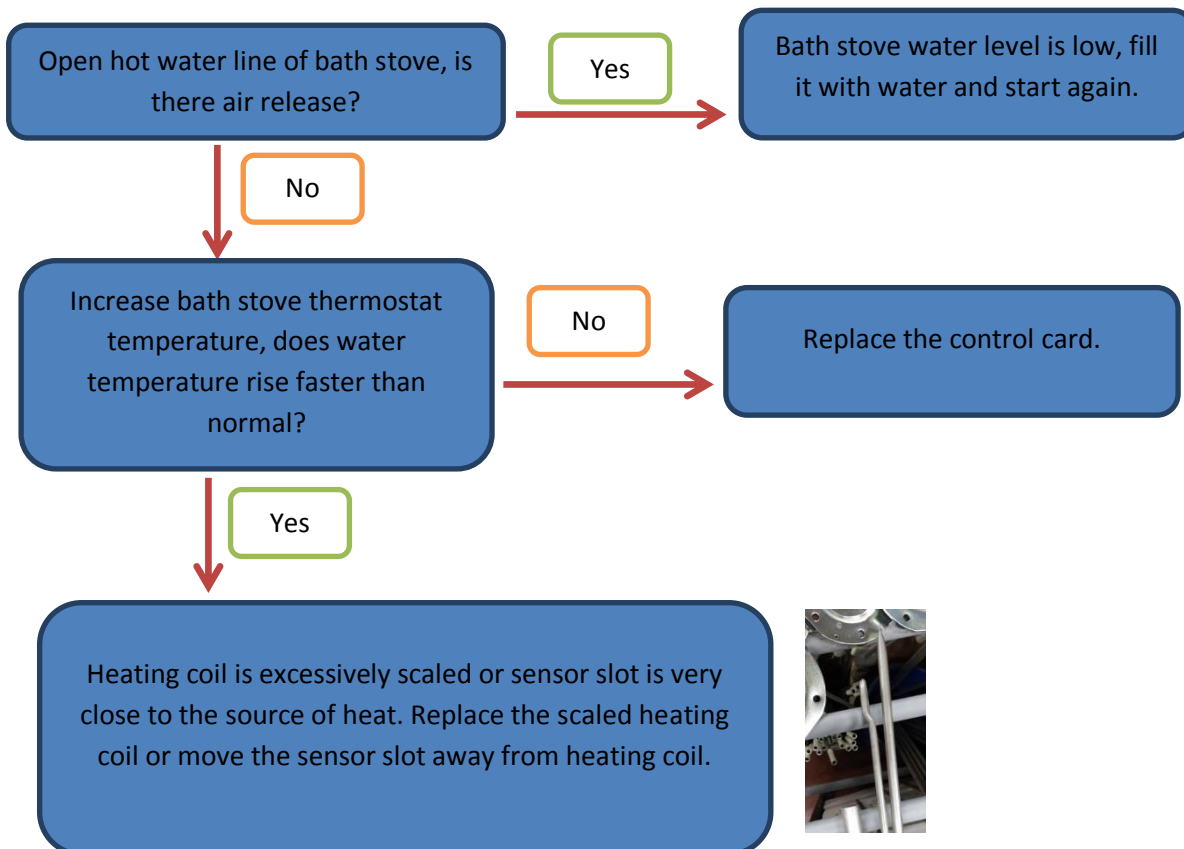 Open hot water line of bath stove, is
there air release?
Yes
Bath stove water level is low, fill
it with water and start again.
No
Increase bath stove thermostat
temperature, does water
temperature rise faster than
normal?
No
Replace the control card.
Yes
Heating coil is excessively scaled or sensor slot is very
close to the source of heat. Replace the scaled heating
coil or move the sensor slot away from heating coil.